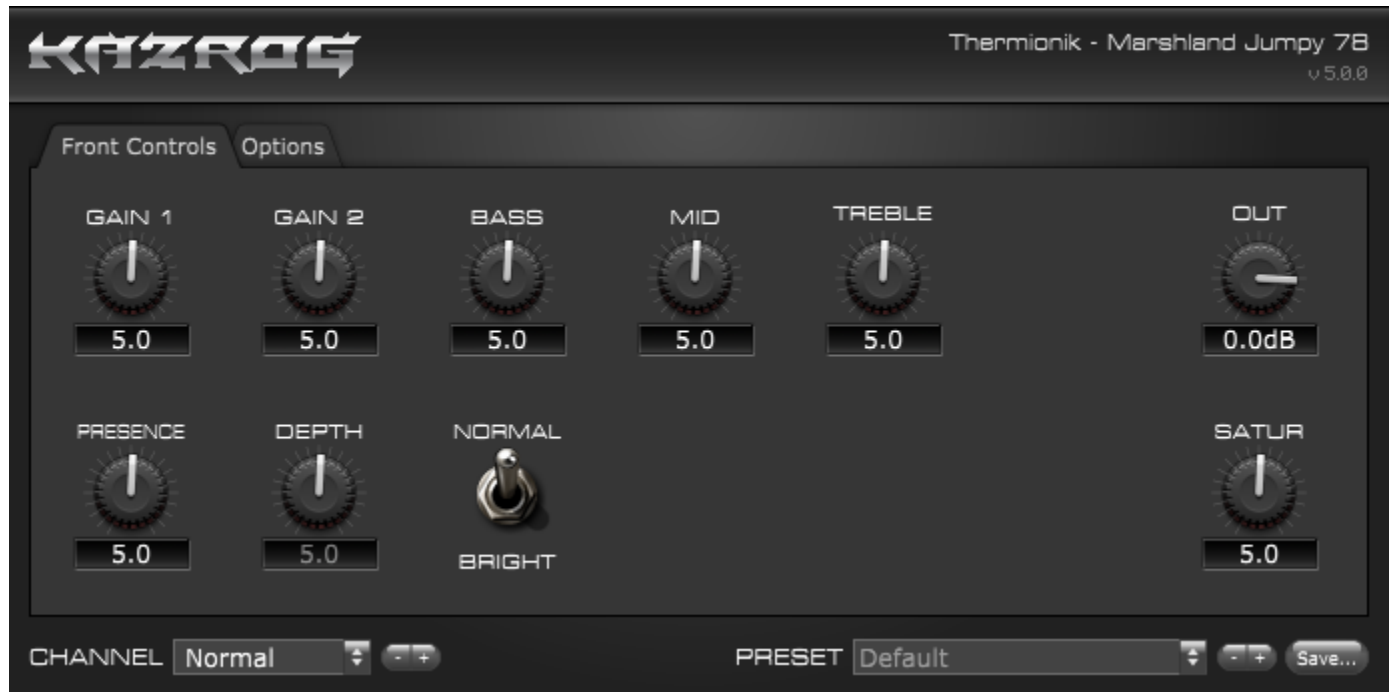 KAZROG
Thermionik - Marshland Jumpy 78
v 5.0.0
Front Controls Options
GAIN 1 GAIN 2 BASS MID TREBLE OUT
5.0 5.0 5.0 5.0 5.0 0.0dB
PRESENCE DEPTH NORMAL SATUR
5.0 5.0 BRIGHT 5.0
CHANNEL Normal - + PRESET Default - + Save...